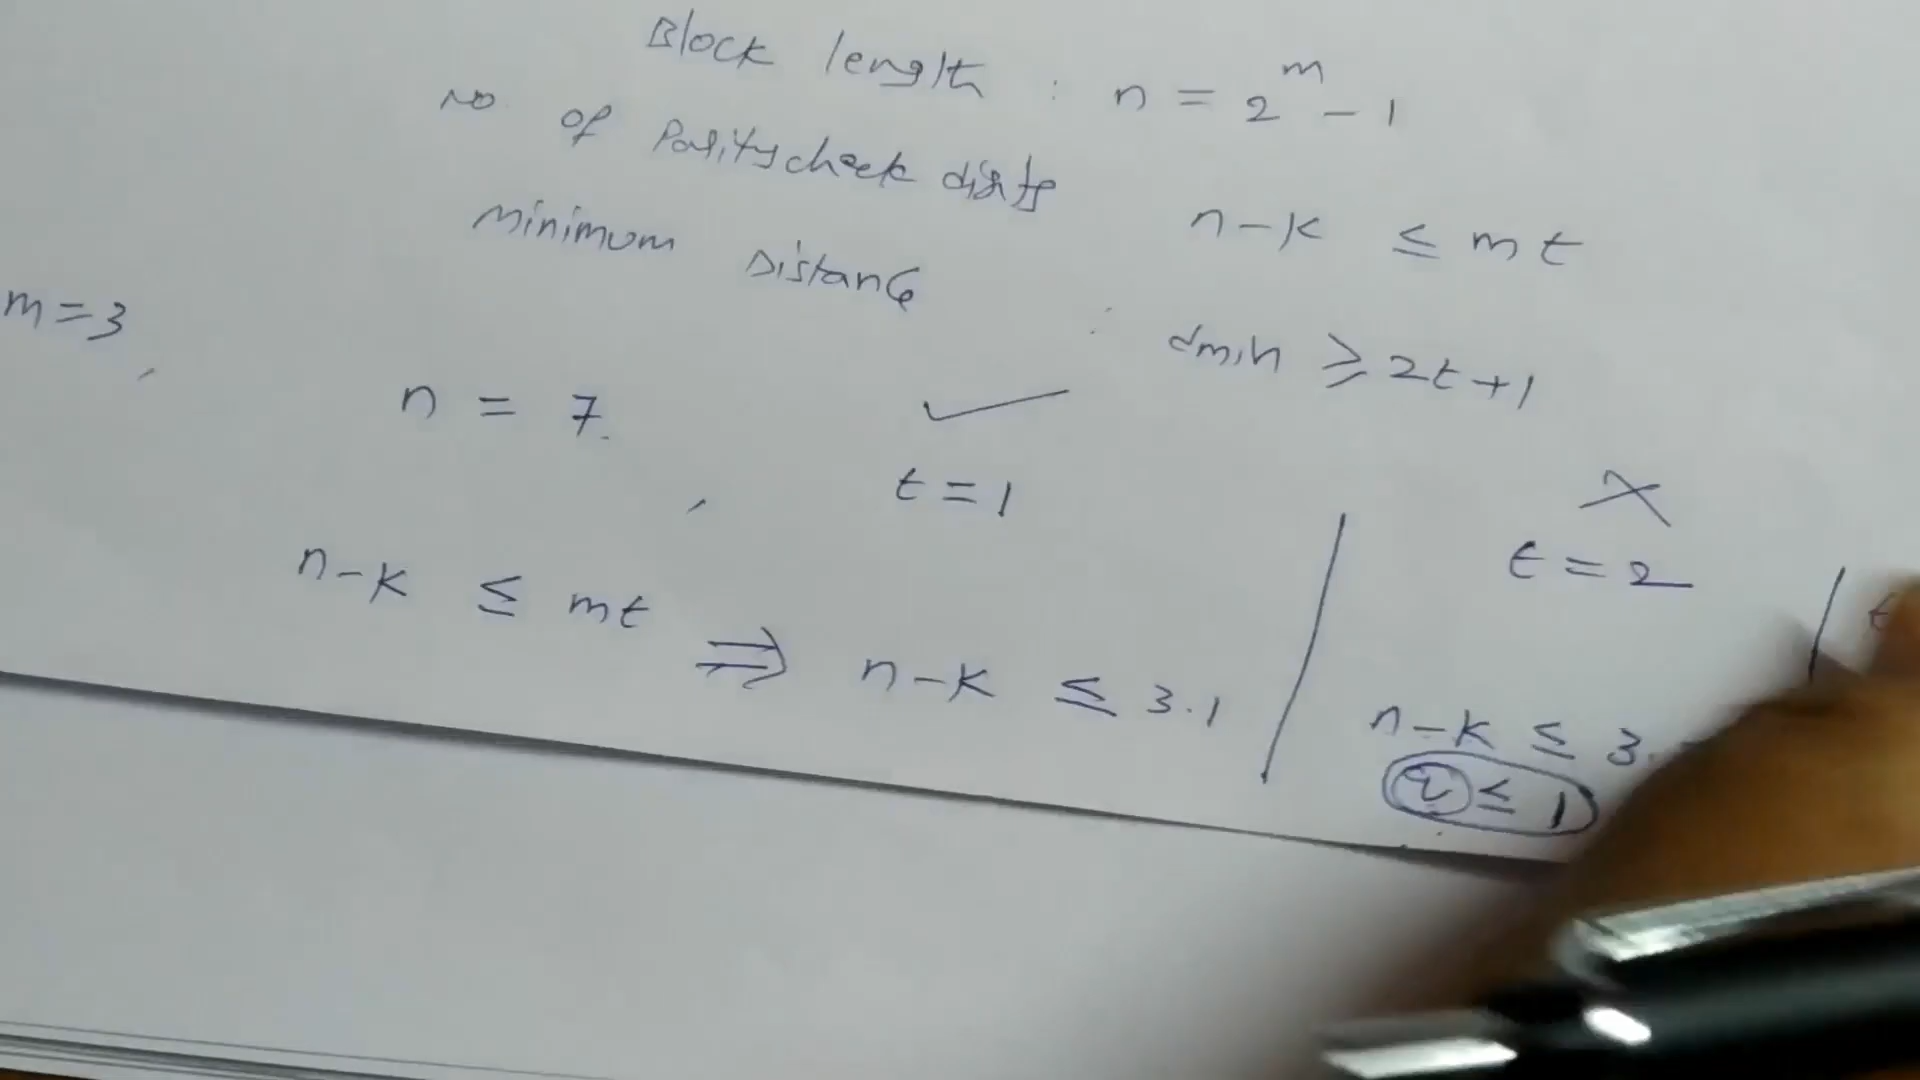 Block length : n = 2^m - 1
No of Paritycheck digits n-k ≤ mt
Minimum Distance : dmin ≥ 2t+1
m=3,
n = 7. ✓ ✗
, t = 1 t = 2
n-k ≤ mt ⇒ n-k ≤ 3.1 n-k ≤ 3.
≤ 1